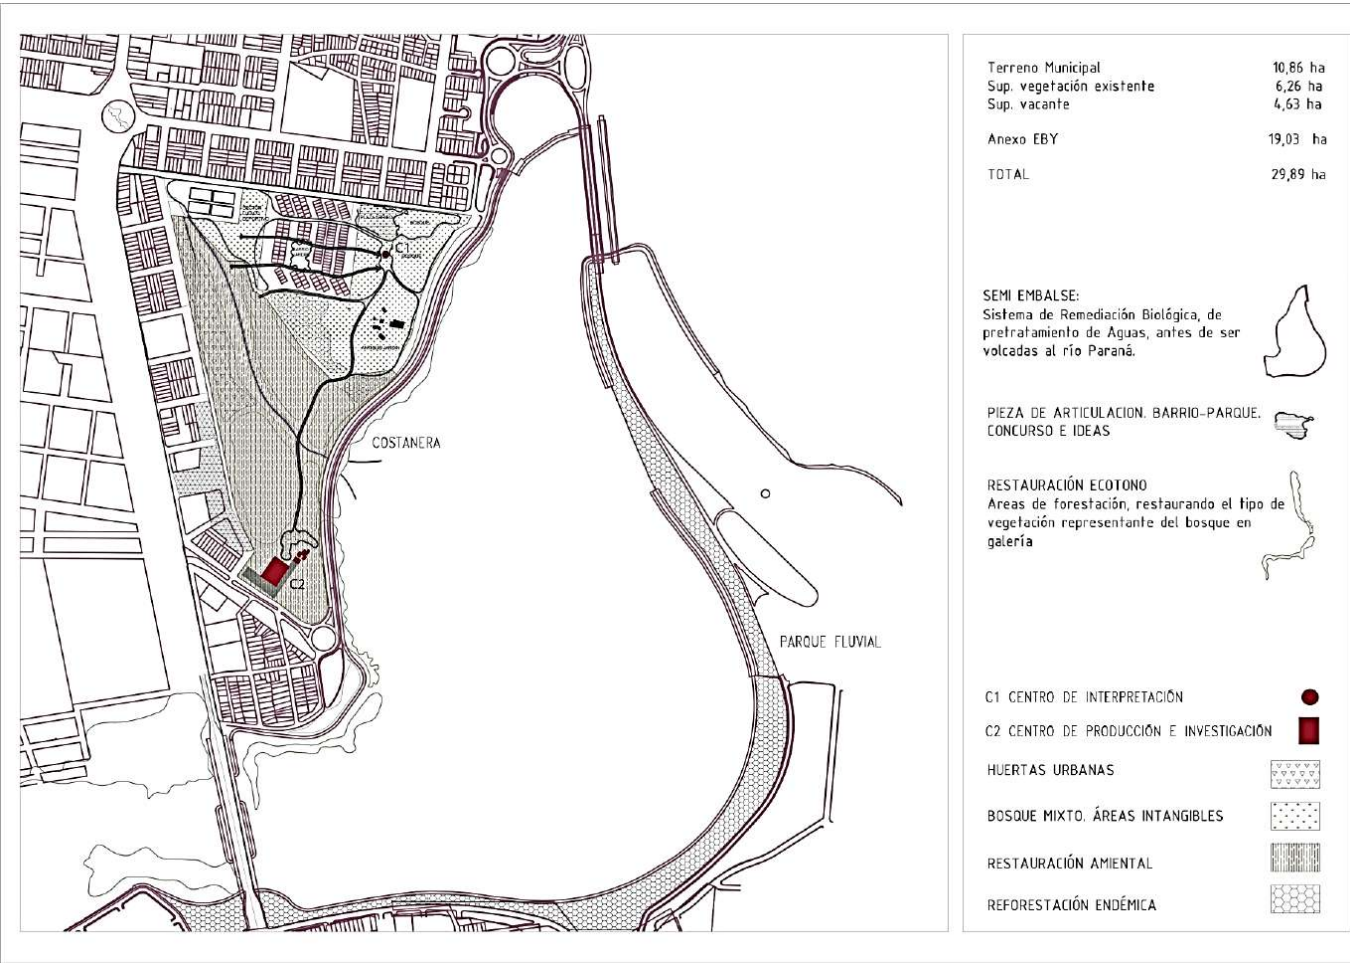 C1
COSTANERA
C2
PARQUE FLUVIAL
Terreno Municipal 10,86 ha
Sup. vegetación existente 6,26 ha
Sup. vacante 4,63 ha
Anexo EBY 19,03 ha
TOTAL 29,89 ha
SEMI EMBALSE:
Sistema de Remediación Biológica, de
pretratamiento de Aguas, antes de ser
volcadas al río Paraná.
PIEZA DE ARTICULACION. BARRIO-PARQUE.
CONCURSO E IDEAS
RESTAURACIÓN ECOTONO
Areas de forestación, restaurando el tipo de
vegetación representante del bosque en
galería
C1 CENTRO DE INTERPRETACIÓN
C2 CENTRO DE PRODUCCIÓN E INVESTIGACIÓN
HUERTAS URBANAS
BOSQUE MIXTO. ÁREAS INTANGIBLES
RESTAURACIÓN AMIENTAL
REFORESTACIÓN ENDÉMICA